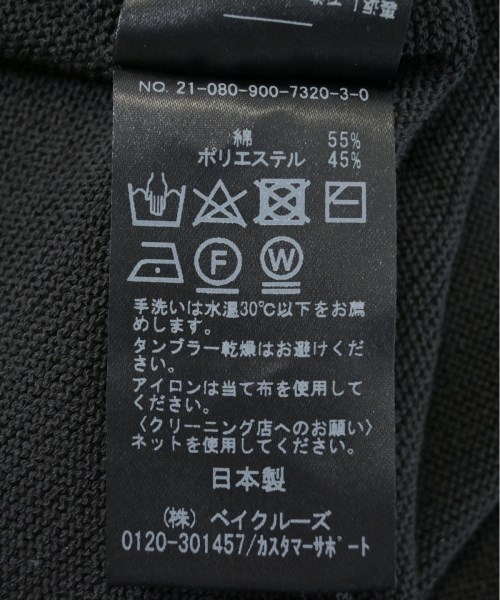 NO. 21-080-900-7320-3-0
綿 55%
ポリエステル 45%
F W
手洗いは水温30℃以下をお薦
めします。
タンブラー乾燥はお避けくだ
さい。
アイロンは当て布を使用して
ください。
〈クリーニング店へのお願い〉
ネットを使用してください。
日本製
(株) ベイクルーズ
0120-301457/カスタマーサポート